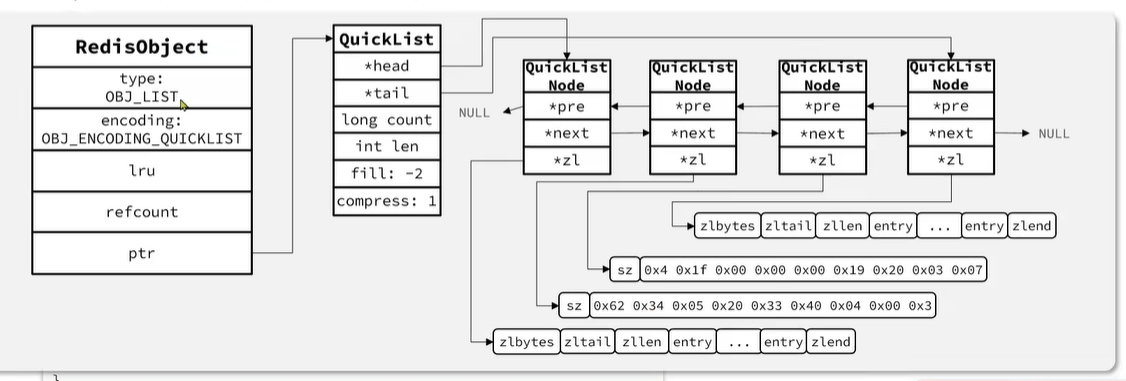 RedisObject
type:
OBJ_LIST
encoding:
OBJ_ENCODING_QUICKLIST
lru
refcount
ptr
QuickList
*head
*tail
long count
int len
fill: -2
compress: 1
NULL
QuickList
Node
*pre
*next
*zl
QuickList
Node
*pre
*next
*zl
QuickList
Node
*pre
*next
*zl
QuickList
Node
*pre
*next
*zl
NULL
zlbytes zltail zllen entry ... entry zlend
sz 0x4 0x1f 0x00 0x00 0x00 0x19 0x20 0x03 0x07
sz 0x62 0x34 0x05 0x20 0x33 0x40 0x04 0x00 0x3
zlbytes zltail zllen entry ... entry zlend
}